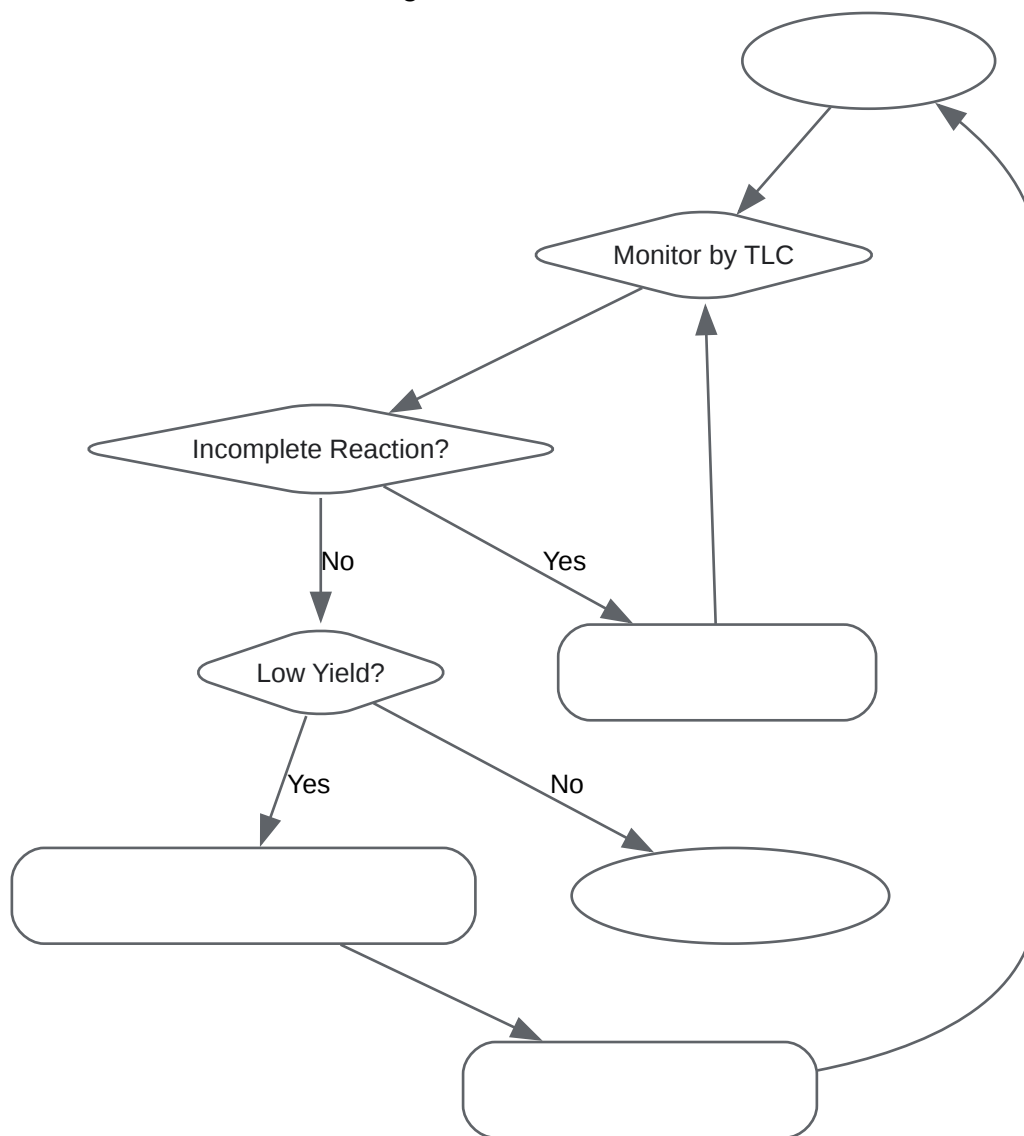 Monitor by TLC
Incomplete Reaction?
No
Yes
Low Yield?
Yes
No